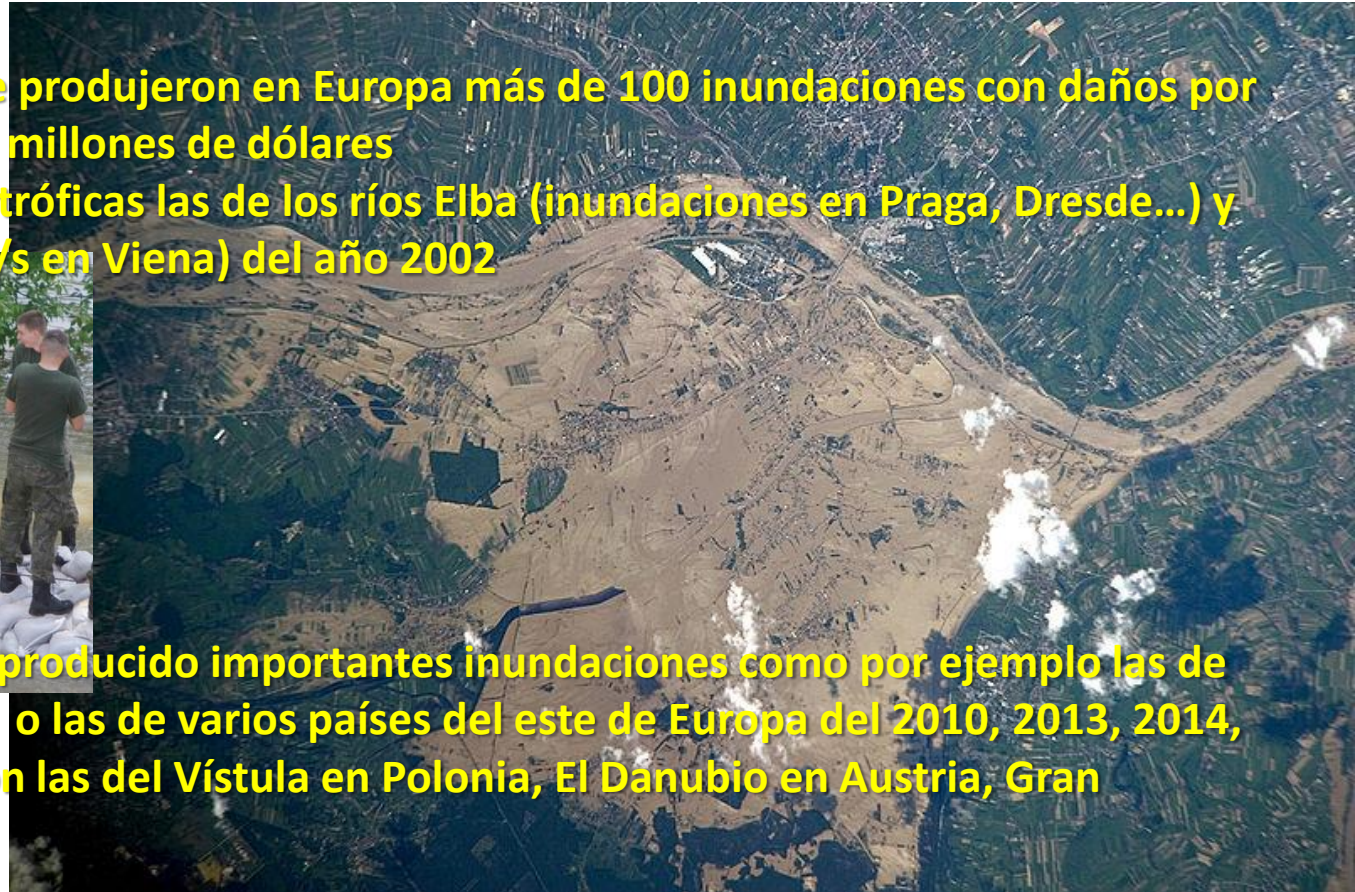 produjeron en Europa más de 100 inundaciones con daños por
millones de dólares
tróficas las de los ríos Elba (inundaciones en Praga, Dresde...) y
/s en Viena) del año 2002
producido importantes inundaciones como por ejemplo las de
o las de varios países del este de Europa del 2010, 2013, 2014,
n las del Vístula en Polonia, El Danubio en Austria, Gran